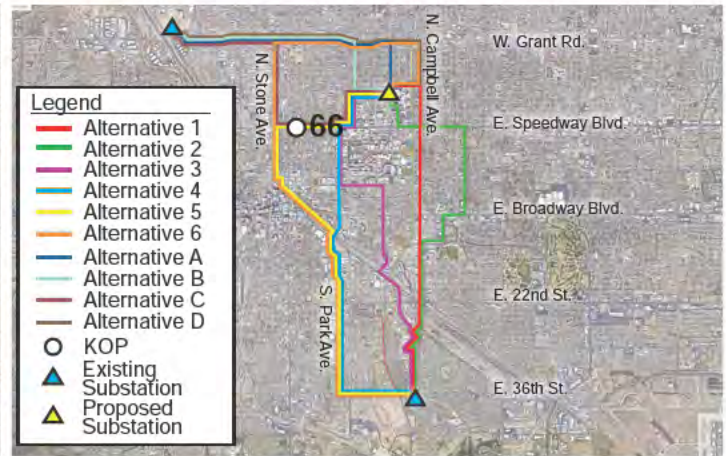 W. Grant Rd.
N. Campbell Ave.
N. Stone Ave.
66
E. Speedway Blvd.
E. Broadway Blvd.
E. 22nd St.
S. Park Ave.
E. 36th St.
Legend
Alternative 1
Alternative 2
Alternative 3
Alternative 4
Alternative 5
Alternative 6
Alternative A
Alternative B
Alternative C
Alternative D
KOP
Existing
Substation
Proposed
Substation